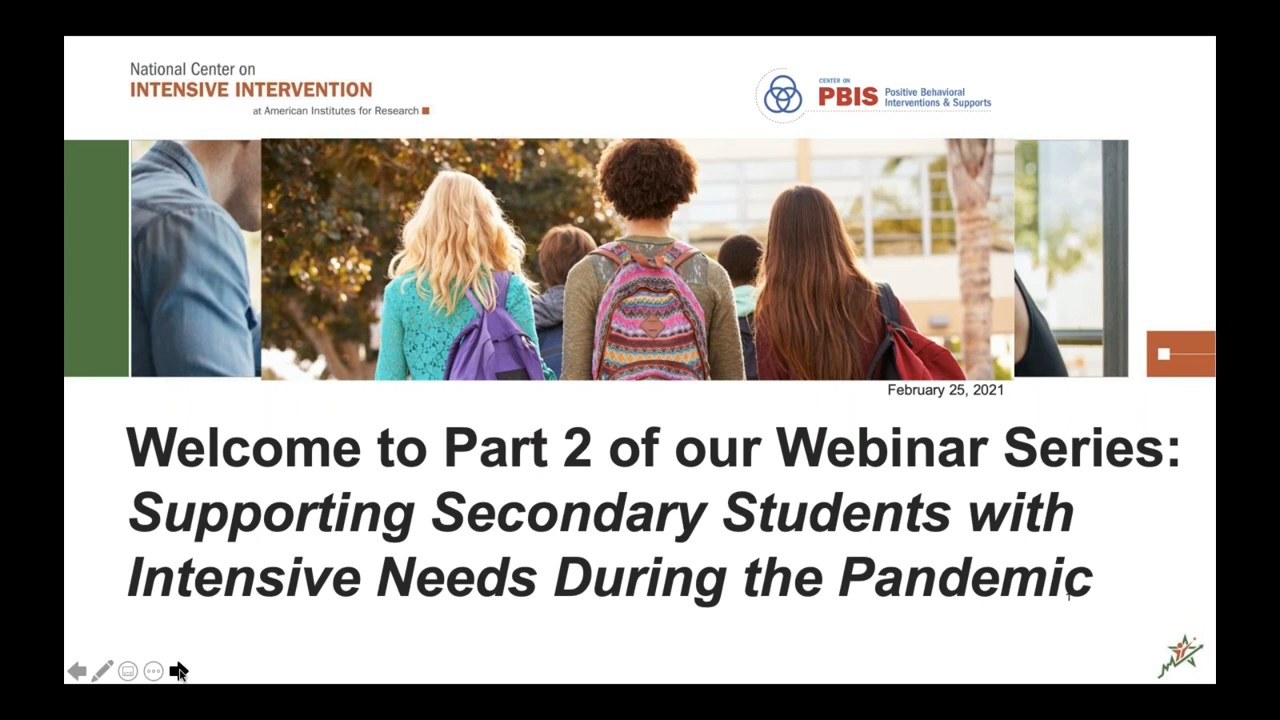 National Center on
INTENSIVE INTERVENTION
at American Institutes for Research
CENTER ON
PBIS
Positive Behavioral
Interventions & Supports
February 25, 2021
Welcome to Part 2 of our Webinar Series:
Supporting Secondary Students with
Intensive Needs During the Pandemic
1